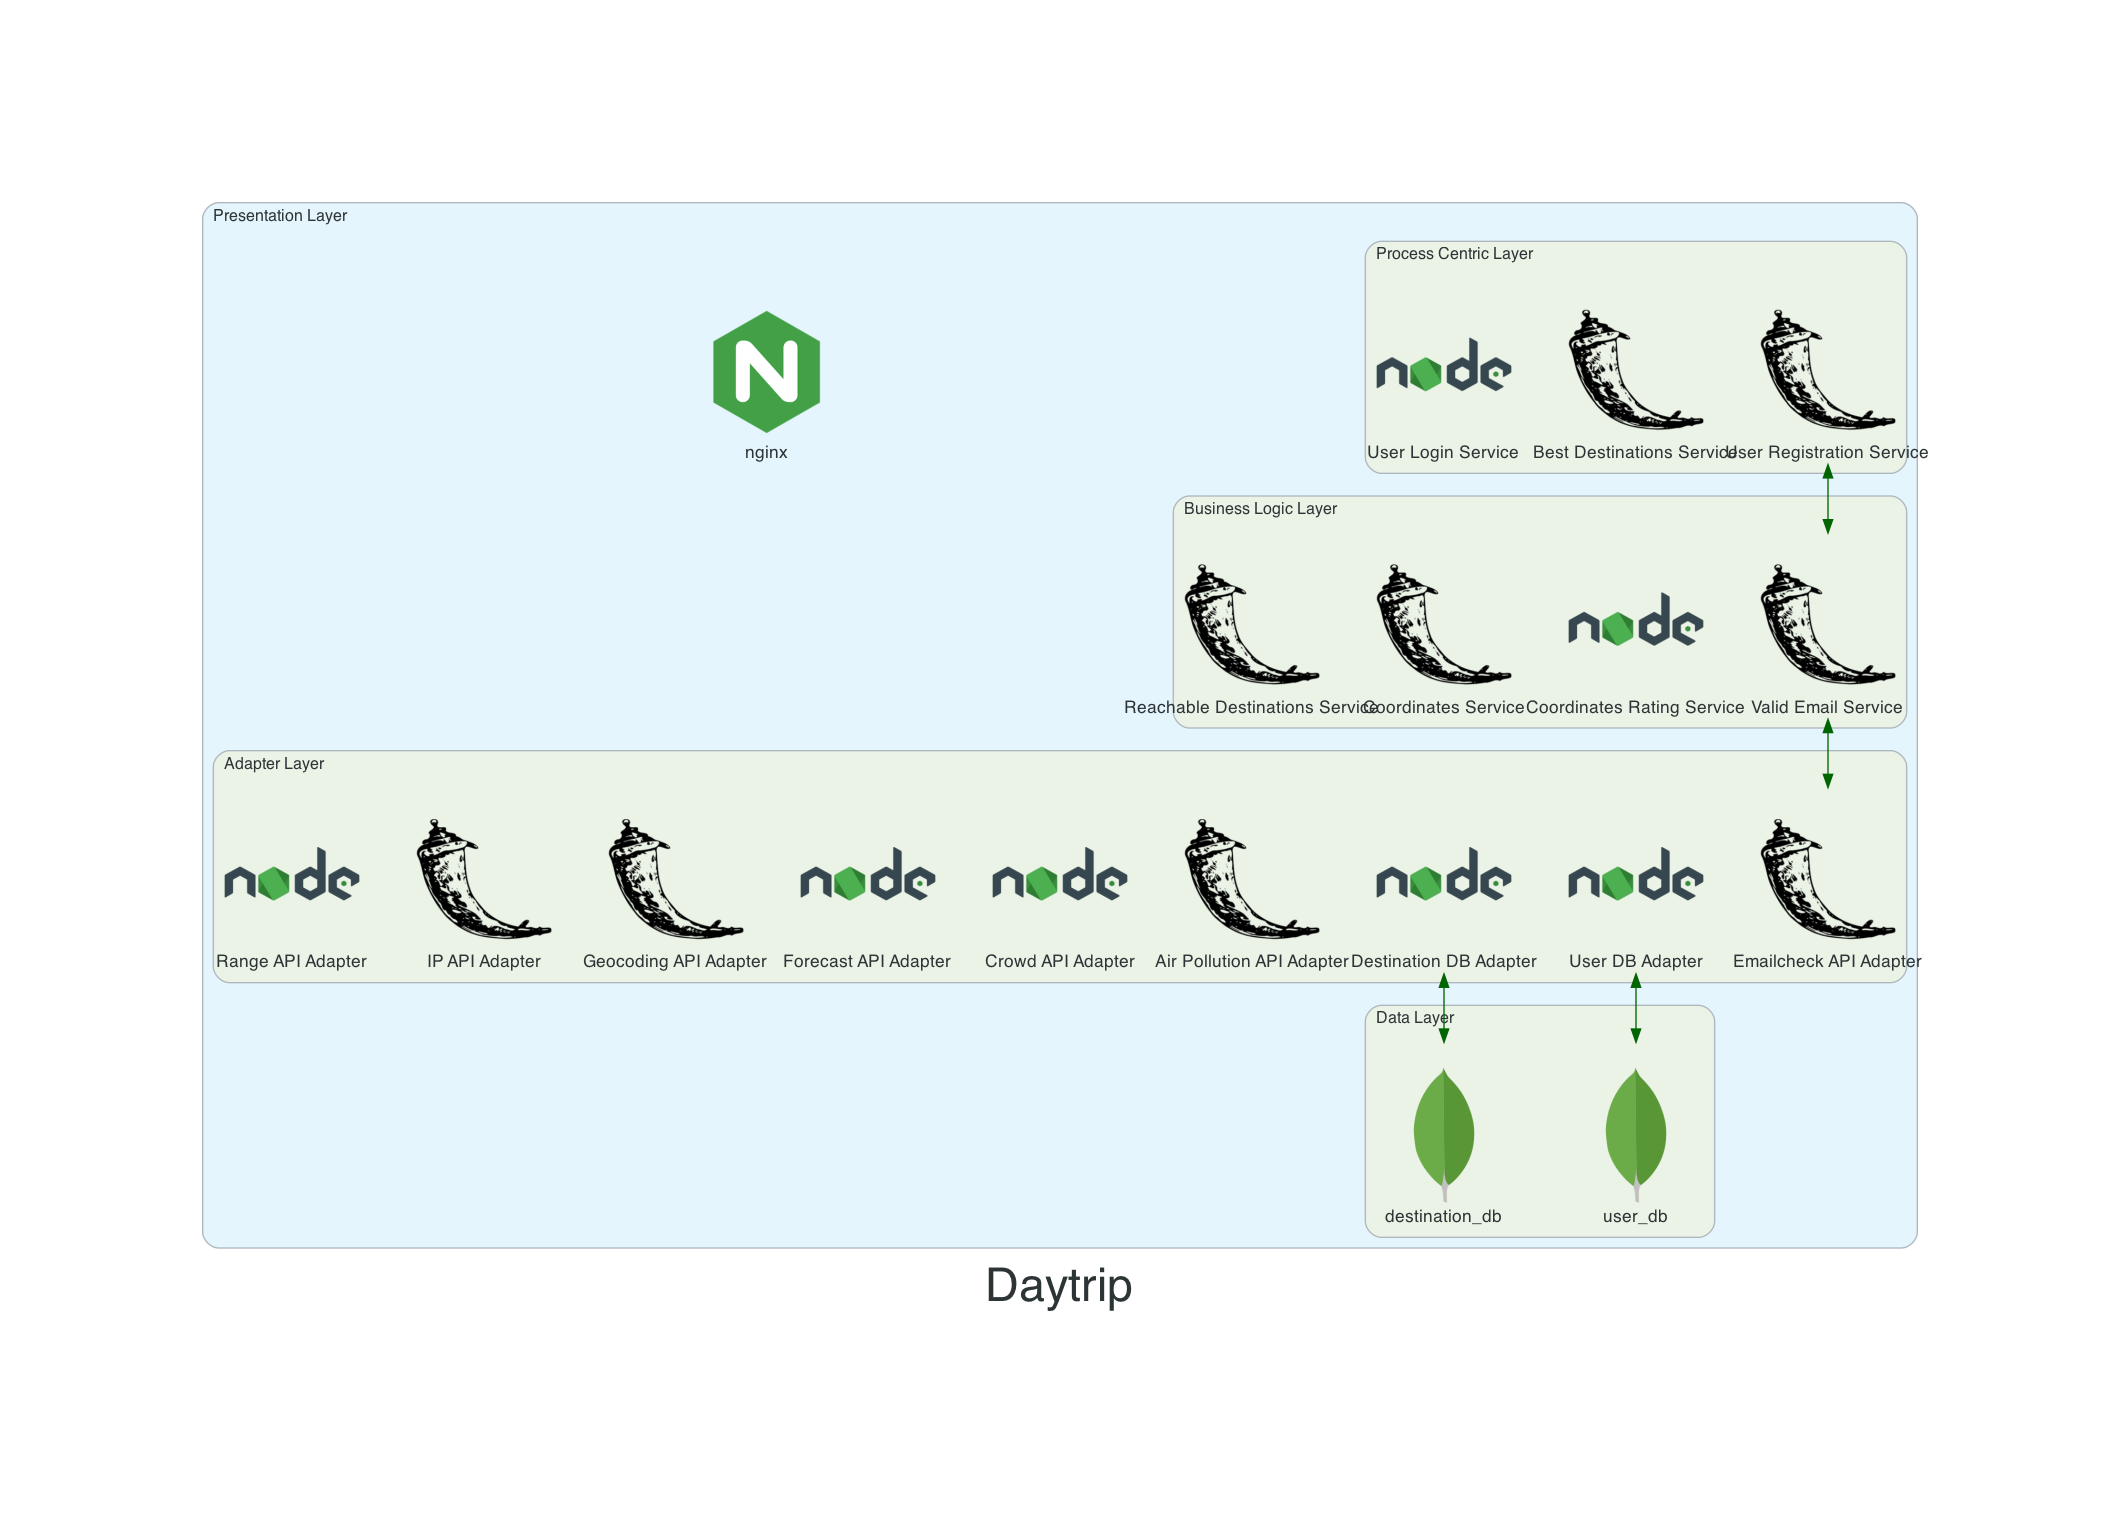 Presentation Layer
Process Centric Layer
N
node
nginx
User Login Service
Best Destinations Service
User Registration Service
Business Logic Layer
node
Reachable Destinations Service
Coordinates Service
Coordinates Rating Service
Valid Email Service
Adapter Layer
node
node
node
node
node
Range API Adapter
IP API Adapter
Geocoding API Adapter
Forecast API Adapter
Crowd API Adapter
Air Pollution API Adapter
Destination DB Adapter
User DB Adapter
Emailcheck API Adapter
Data Layer
destination_db
user_db
Daytrip